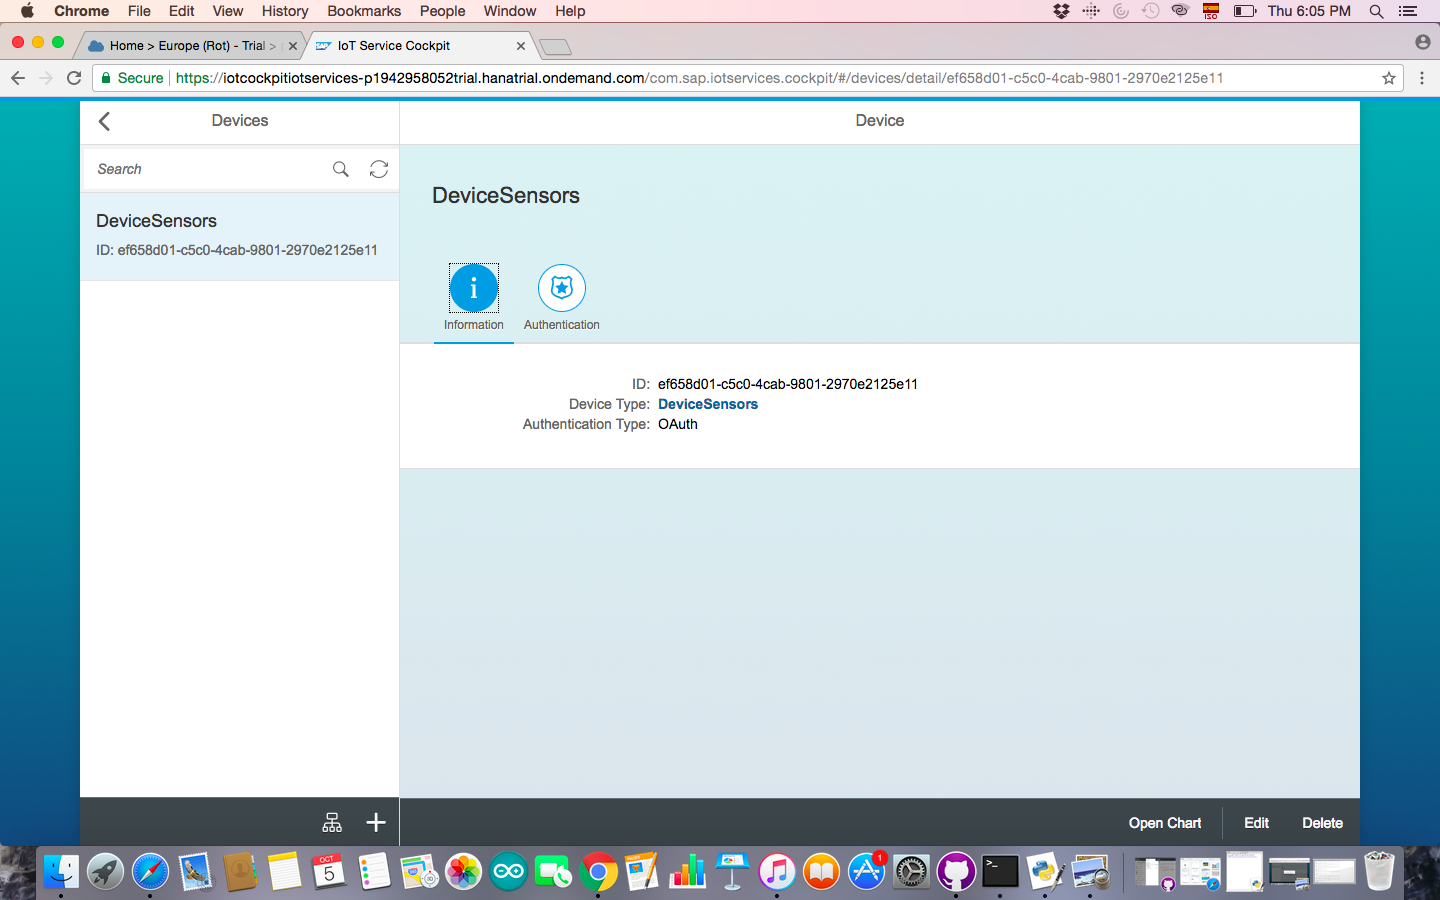 Chrome File Edit View History Bookmarks People Window Help ISO Thu 6:05 PM
Home > Europe (Rot) - Trial >
SAP IoT Service Cockpit
Secure https://iotcockpitiotservices-p1942958052trial.hanatrial.ondemand.com/com.sap.iotservices.cockpit/#/devices/detail/ef658d01-c5c0-4cab-9801-2970e2125e11
Devices
Device
Search
DeviceSensors
ID: ef658d01-c5c0-4cab-9801-2970e2125e11
DeviceSensors
i
Information
Authentication
ID: ef658d01-c5c0-4cab-9801-2970e2125e11
Device Type: DeviceSensors
Authentication Type: OAuth
Open Chart
Edit
Delete
OCT
5
1
>_